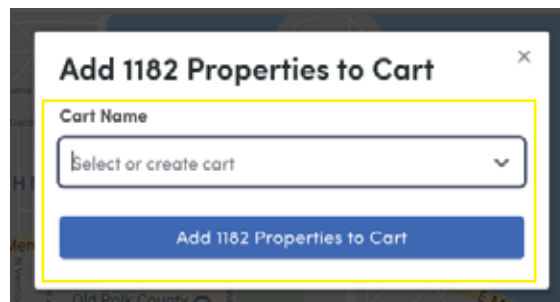 Add 1182 Properties to Cart
×
Cart Name
Select or create cart
Add 1182 Properties to Cart
Old Polk County